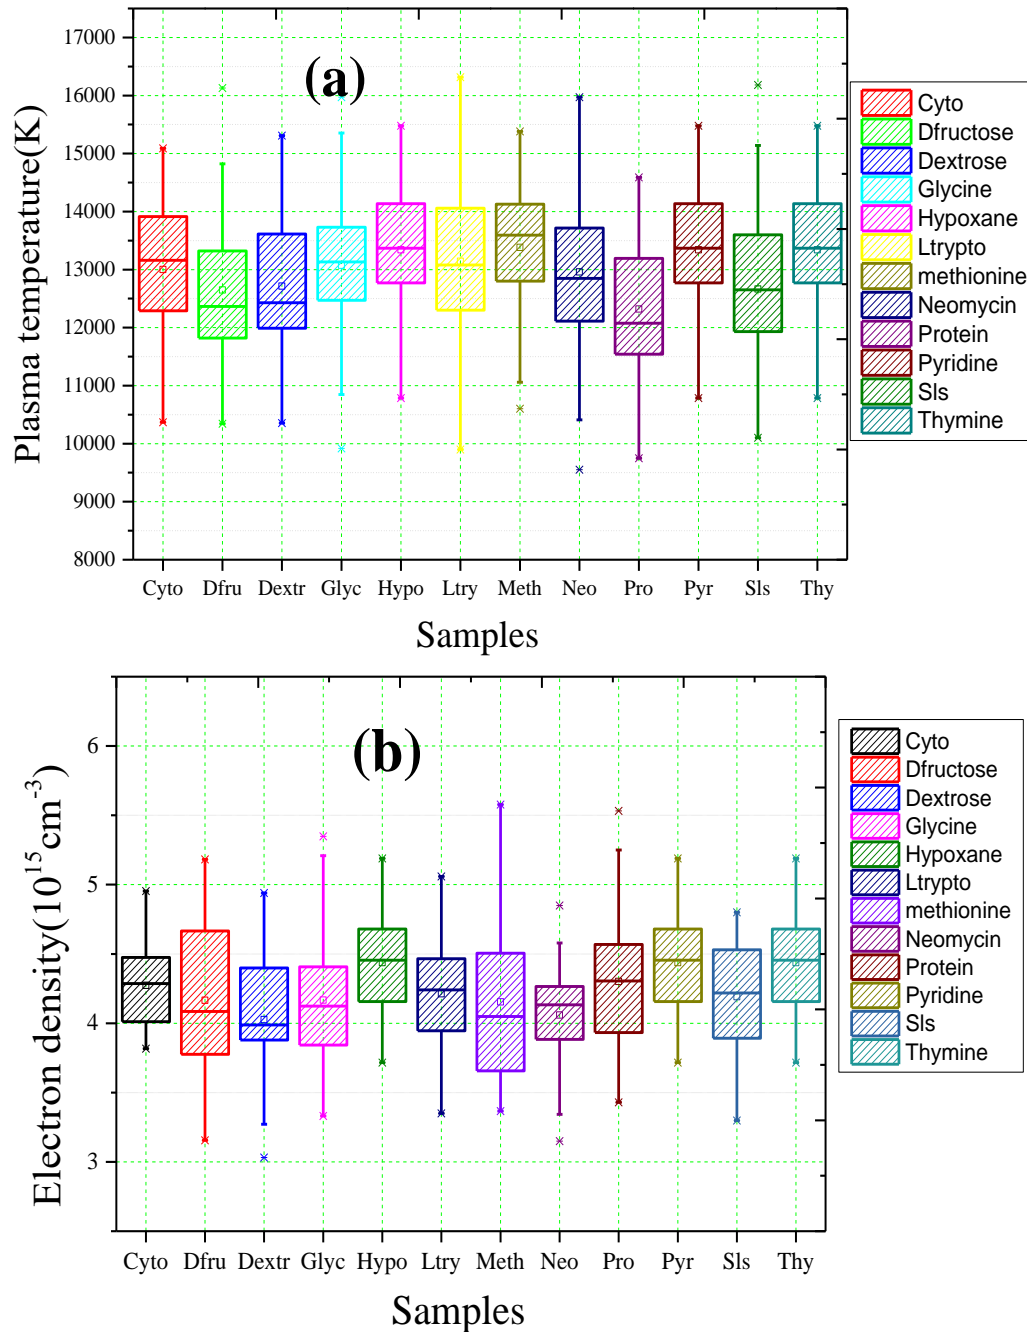 (a)
Plasma temperature(K)
17000
16000
15000
14000
13000
12000
11000
10000
9000
8000
Cyto Dfru Dextr Glyc Hypo Ltry Meth Neo Pro Pyr Sls Thy
Samples
Cyto
Dfructose
Dextrose
Glycine
Hypoxane
Ltrypto
methionine
Neomycin
Protein
Pyridine
Sls
Thymine
(b)
Electron density(10¹⁵cm⁻³)
6
5
4
3
Cyto Dfru Dextr Glyc Hypo Ltry Meth Neo Pro Pyr Sls Thy
Samples
Cyto
Dfructose
Dextrose
Glycine
Hypoxane
Ltrypto
methionine
Neomycin
Protein
Pyridine
Sls
Thymine